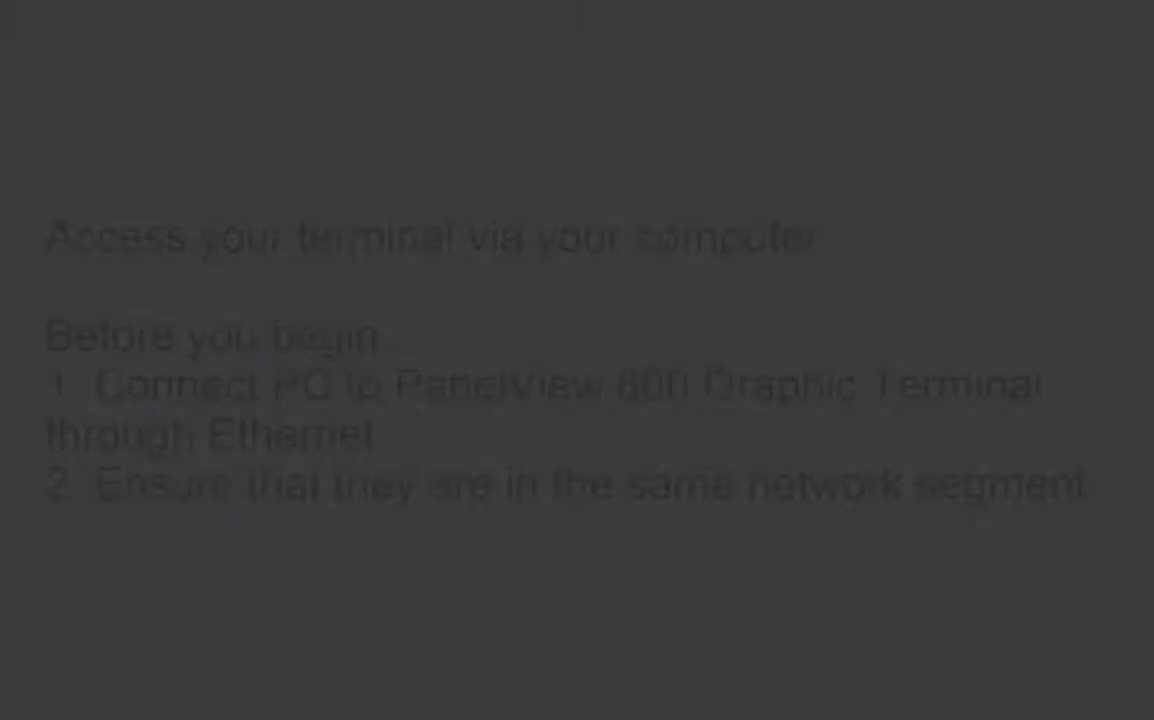 Access your terminal via your computer
Before you begin
1. Connect PC to PanelView 800 Graphic Terminal
through Ethernet
2. Ensure that they are in the same network segment